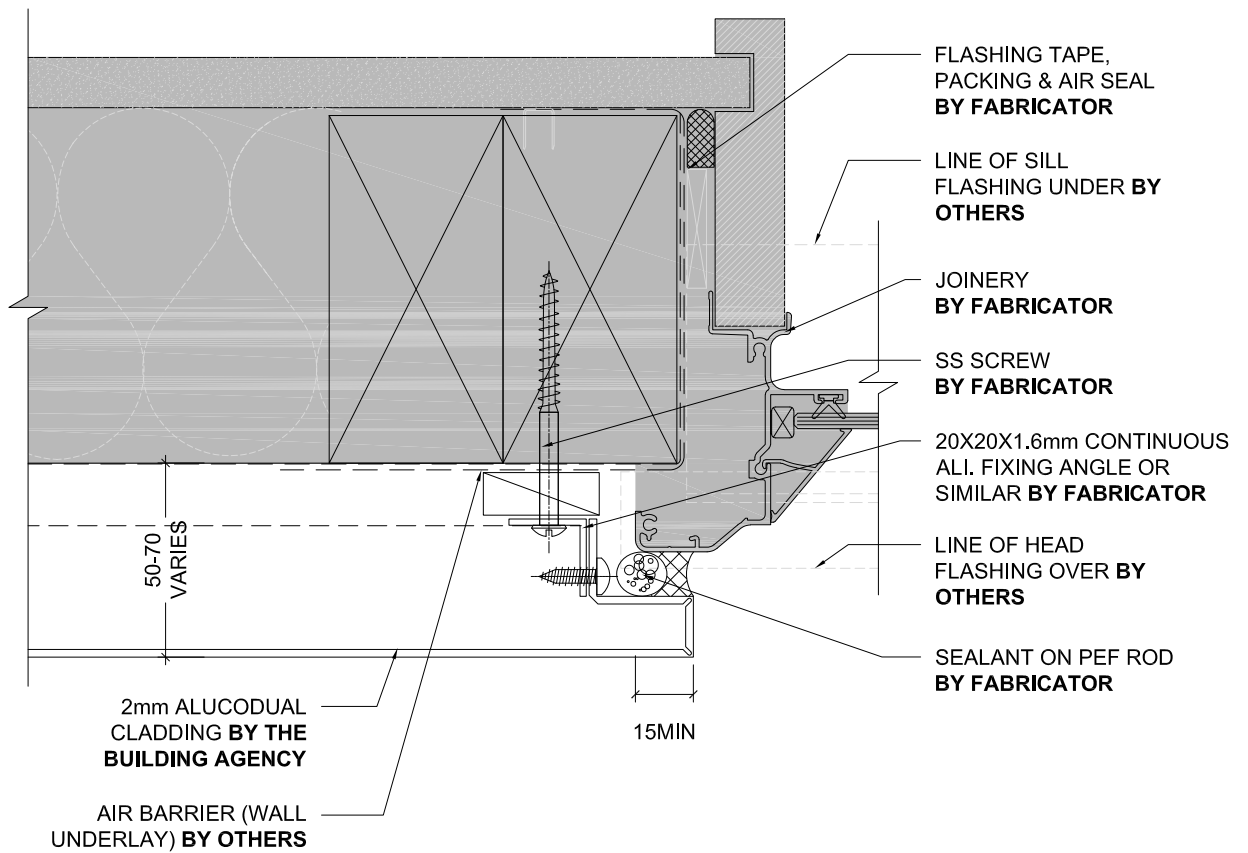 FLASHING TAPE,
PACKING & AIR SEAL
BY FABRICATOR
LINE OF SILL
FLASHING UNDER BY
OTHERS
JOINERY
BY FABRICATOR
SS SCREW
BY FABRICATOR
20X20X1.6mm CONTINUOUS
ALI. FIXING ANGLE OR
SIMILAR BY FABRICATOR
LINE OF HEAD
FLASHING OVER BY
OTHERS
SEALANT ON PEF ROD
BY FABRICATOR
50-70
VARIES
15MIN
2mm ALUCODUAL
CLADDING BY THE
BUILDING AGENCY
AIR BARRIER (WALL
UNDERLAY) BY OTHERS